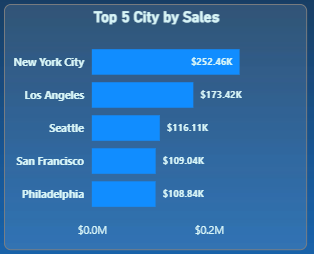 Top 5 City by Sales
New York City $252.46K
Los Angeles $173.42K
Seattle $116.11K
San Francisco $109.04K
Philadelphia $108.84K
$0.0M $0.2M